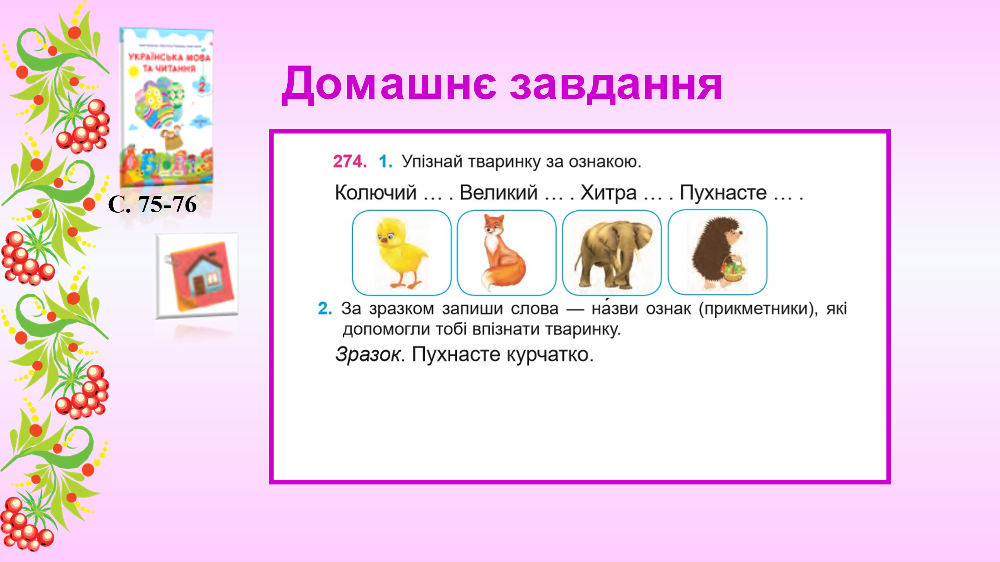 УКРАЇНСЬКА МОВА
ТА ЧИТАННЯ
2
С. 75-76
Домашнє завдання
274. 1. Упізнай тваринку за ознакою.
Колючий ... . Великий ... . Хитра ... . Пухнасте ... .
2. За зразком запиши слова — на́зви ознак (прикметники), які
допомогли тобі впізнати тваринку.
Зразок. Пухнасте курчатко.